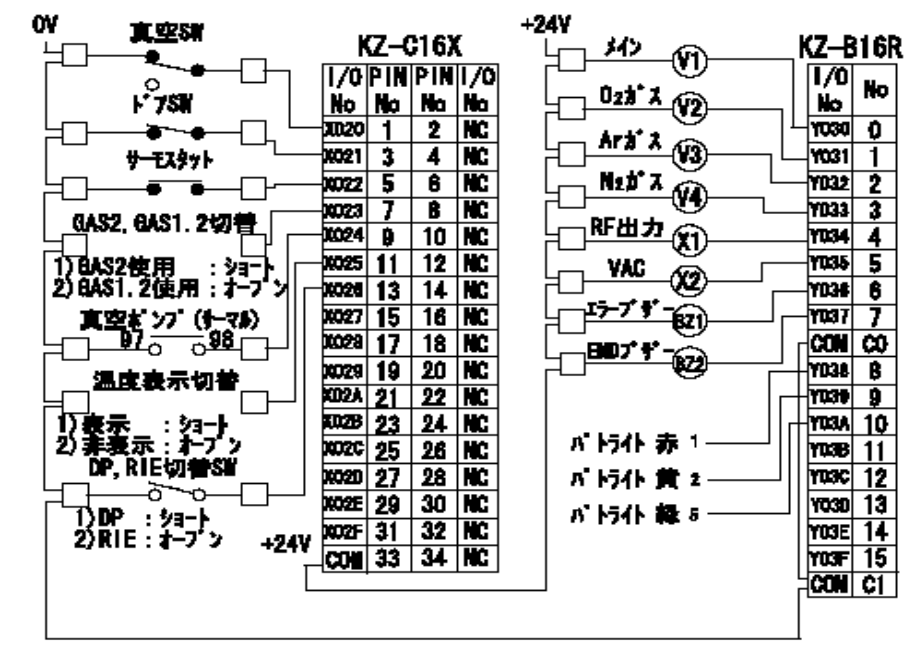 0V
真空SW
ドアSW
サーモスタット
GAS2,GAS1.2切替
1)GAS2使用 :ショート
2)GAS1.2使用:オープン
真空ポンプ(サーマル)
97 98
温度表示切替
1)表示 :ショート
2)非表示:オープン
DP,RIE切替SW
1)DP :ショート
2)RIE:オープン
+24V
KZ-C16X
I/O No PIN No PIN No I/O No
X020 1 2 NC
X021 3 4 NC
X022 5 6 NC
X023 7 8 NC
X024 9 10 NC
X025 11 12 NC
X026 13 14 NC
X027 15 16 NC
X028 17 18 NC
X029 19 20 NC
X02A 21 22 NC
X02B 23 24 NC
X02C 25 26 NC
X02D 27 28 NC
X02E 29 30 NC
X02F 31 32 NC
COM 33 34 NC
+24V
メイン V1
O₂ガス V2
Arガス V3
N₂ガス V4
RF出力 X1
VAC X2
エラーブザー BZ1
ENDブザー BZ2
パトライト 赤 1
パトライト 黄 2
パトライト 緑 5
KZ-B16R
I/O No No
Y030 0
Y031 1
Y032 2
Y033 3
Y034 4
Y035 5
Y036 6
Y037 7
COM C0
Y038 8
Y039 9
Y03A 10
Y03B 11
Y03C 12
Y03D 13
Y03E 14
Y03F 15
COM C1